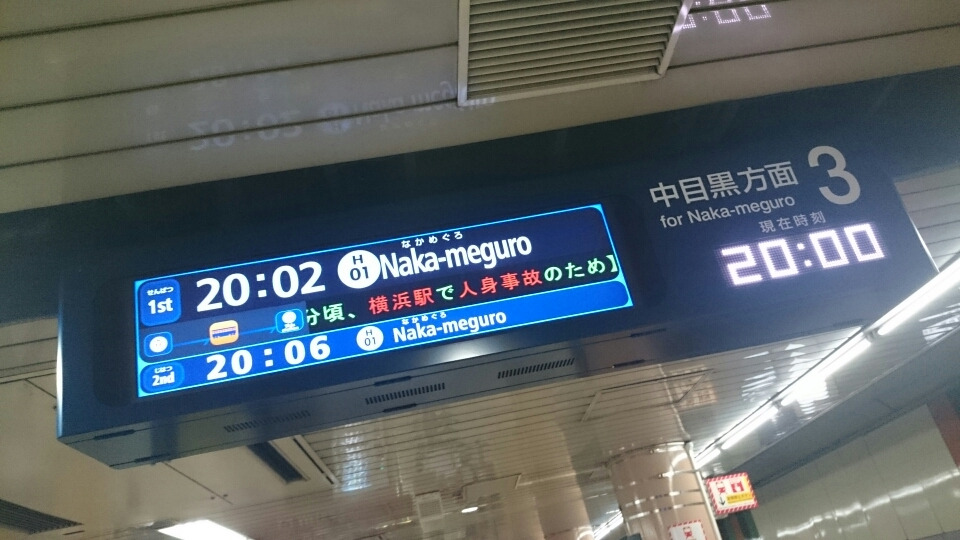 中目黒方面 3
for Naka-meguro
現在時刻
20:00
せんぱつ
1st
20:02
H
01
なかめぐろ
Naka-meguro
分頃、横浜駅で人身事故のため】
じはつ
2nd
20:06
H
01
なかめぐろ
Naka-meguro